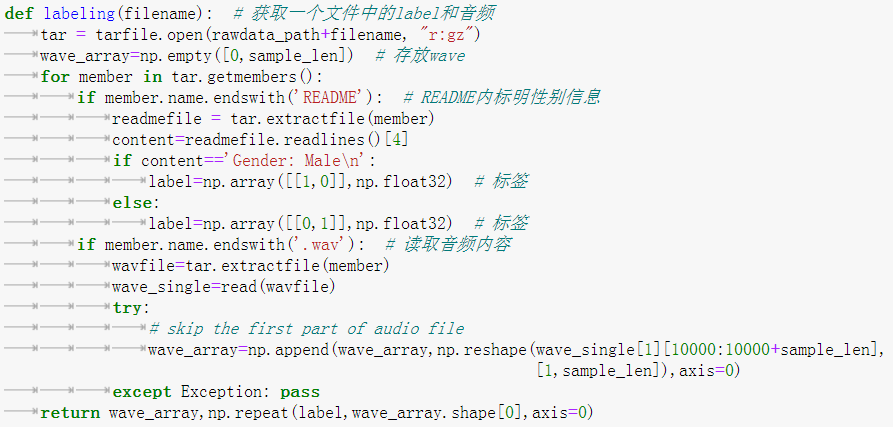 def labeling(filename):  # 获取一个文件中的label和音频
    tar = tarfile.open(rawdata_path+filename, "r:gz")
    wave_array=np.empty([0,sample_len])  # 存放wave
    for member in tar.getmembers():
        if member.name.endswith('README'):  # README内标明性别信息
            readmefile = tar.extractfile(member)
            content=readmefile.readlines()[4]
            if content=='Gender: Male\n':
                label=np.array([[1,0]],np.float32)  # 标签
            else:
                label=np.array([[0,1]],np.float32)  # 标签
        if member.name.endswith('.wav'):  # 读取音频内容
            wavfile=tar.extractfile(member)
            wave_single=read(wavfile)
            try:
                # skip the first part of audio file
                wave_array=np.append(wave_array,np.reshape(wave_single[1][10000:10000+sample_len],
                                                           [1,sample_len]),axis=0)
            except Exception: pass
    return wave_array,np.repeat(label,wave_array.shape[0],axis=0)